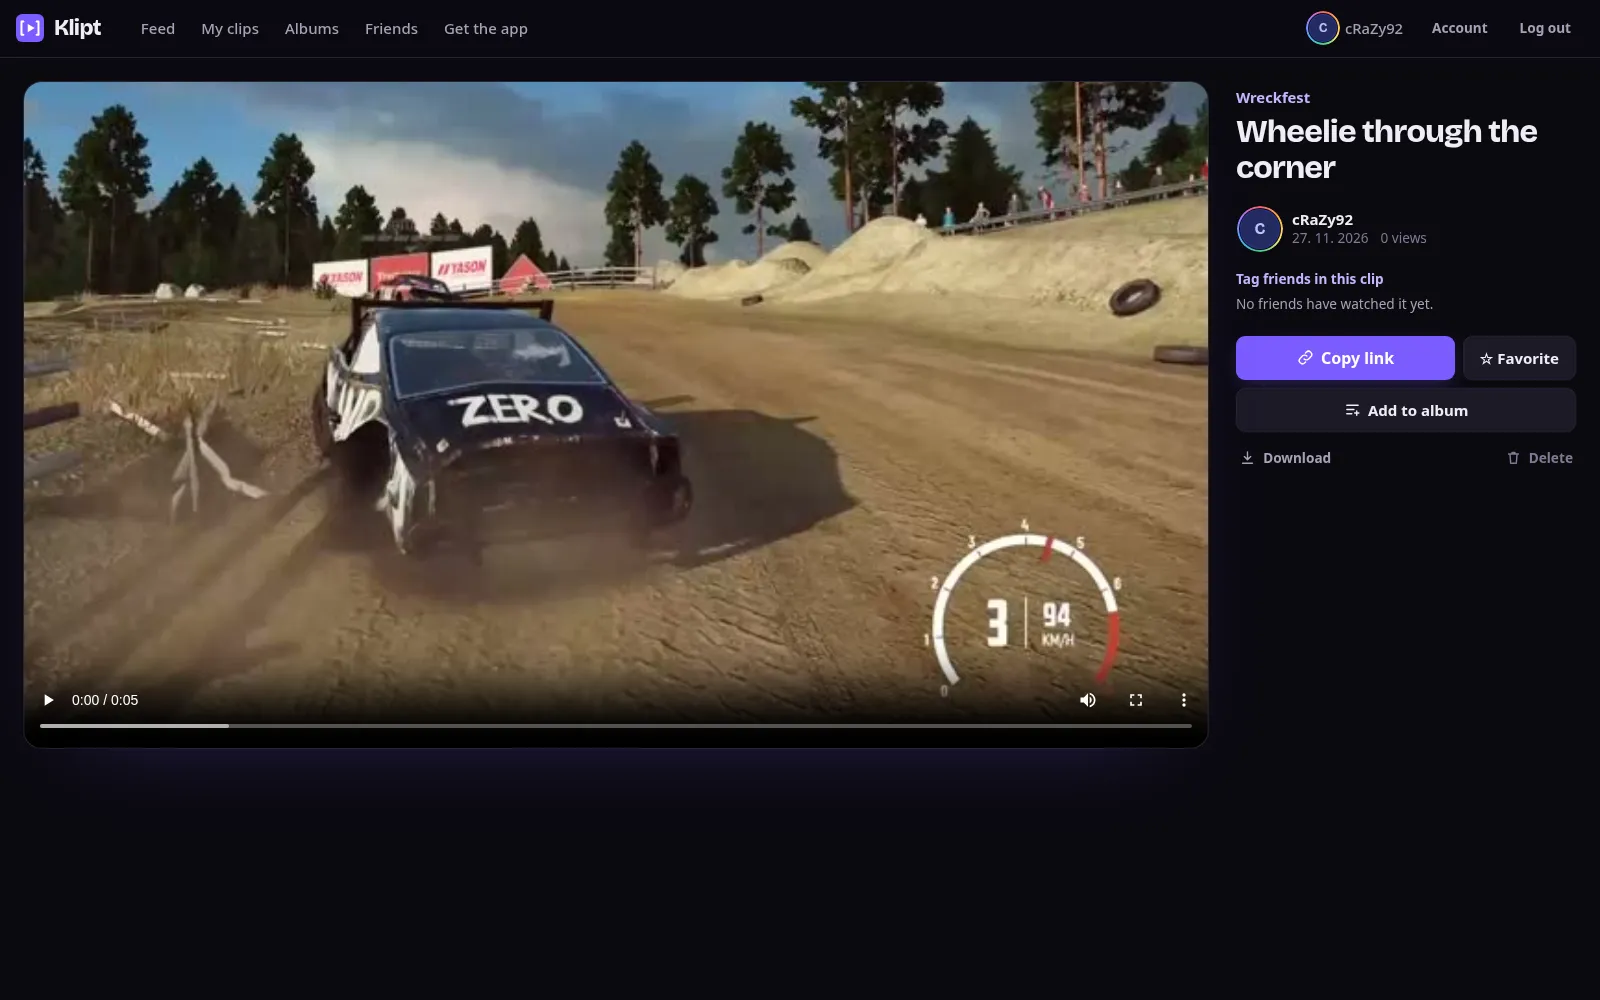 Klipt
Feed
My clips
Albums
Friends
Get the app
C
cRaZy92
Account
Log out
YASON
YASON
ZERO
0
1
2
3
4
5
6
3
94
KM/H
0:00 / 0:05
Wreckfest
Wheelie through the
corner
C
cRaZy92
27. 11. 2026
0 views
Tag friends in this clip
No friends have watched it yet.
Copy link
☆ Favorite
Add to album
Download
Delete